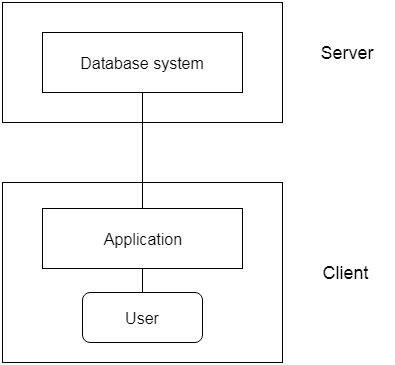 Database system
Server
Application
Client
User